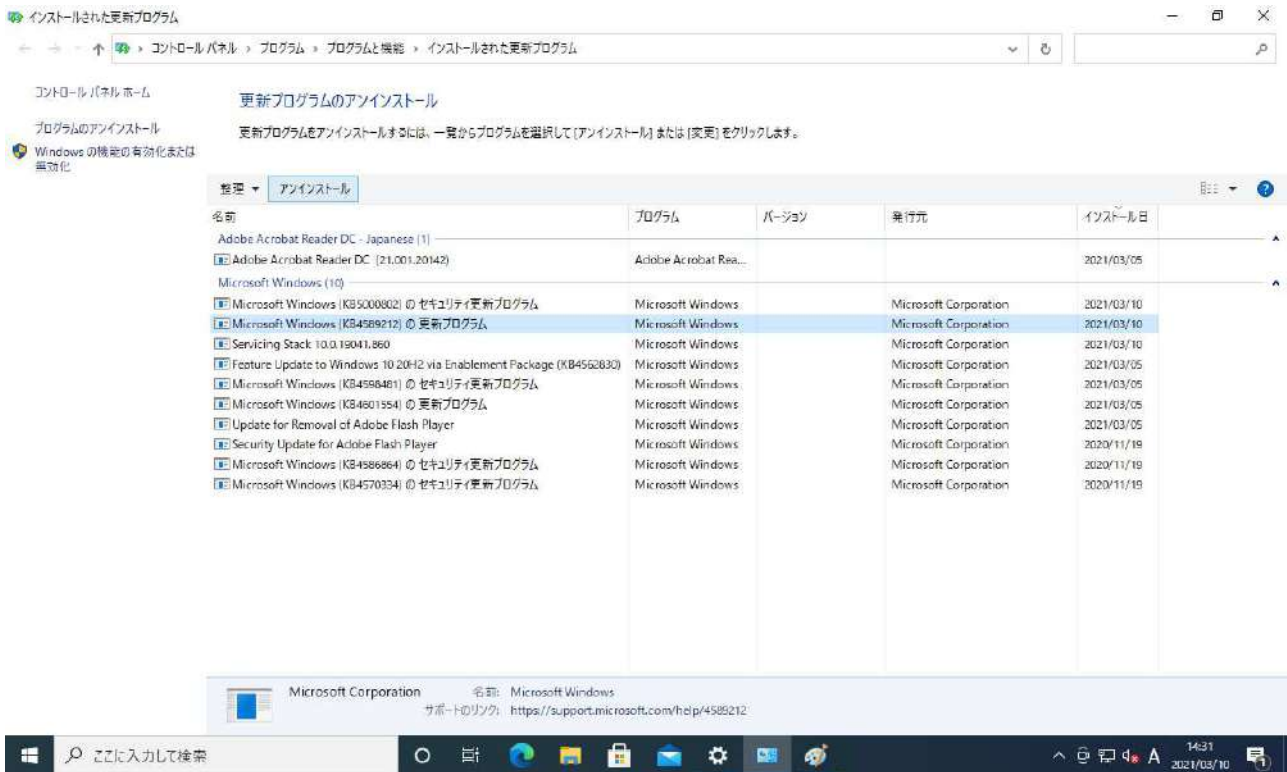 インストールされた更新プログラム
コントロール パネル › プログラム › プログラムと機能 › インストールされた更新プログラム
コントロール パネル ホーム
プログラムのアンインストール
Windows の機能の有効化または
無効化
更新プログラムのアンインストール
更新プログラムをアンインストールするには、一覧からプログラムを選択して [アンインストール] または [変更] をクリックします。
整理 アンインストール
名前 プログラム バージョン 発行元 インストール日
Adobe Acrobat Reader DC - Japanese (1)
Adobe Acrobat Reader DC (21.001.20142) Adobe Acrobat Rea... 2021/03/05
Microsoft Windows (10)
Microsoft Windows (KB5000802) の セキュリティ更新プログラム Microsoft Windows Microsoft Corporation 2021/03/10
Microsoft Windows (KB4589212) の 更新プログラム Microsoft Windows Microsoft Corporation 2021/03/10
Servicing Stack 10.0.19041.860 Microsoft Windows Microsoft Corporation 2021/03/10
Feature Update to Windows 10 20H2 via Enablement Package (KB4562830) Microsoft Windows Microsoft Corporation 2021/03/05
Microsoft Windows (KB4598481) の セキュリティ更新プログラム Microsoft Windows Microsoft Corporation 2021/03/05
Microsoft Windows (KB4601554) の 更新プログラム Microsoft Windows Microsoft Corporation 2021/03/05
Update for Removal of Adobe Flash Player Microsoft Windows Microsoft Corporation 2021/03/05
Security Update for Adobe Flash Player Microsoft Windows Microsoft Corporation 2020/11/19
Microsoft Windows (KB4586864) の セキュリティ更新プログラム Microsoft Windows Microsoft Corporation 2020/11/19
Microsoft Windows (KB4570334) の セキュリティ更新プログラム Microsoft Windows Microsoft Corporation 2020/11/19
Microsoft Corporation 名前: Microsoft Windows
サポートのリンク: https://support.microsoft.com/help/4589212
ここに入力して検索
A
14:31
2021/03/10